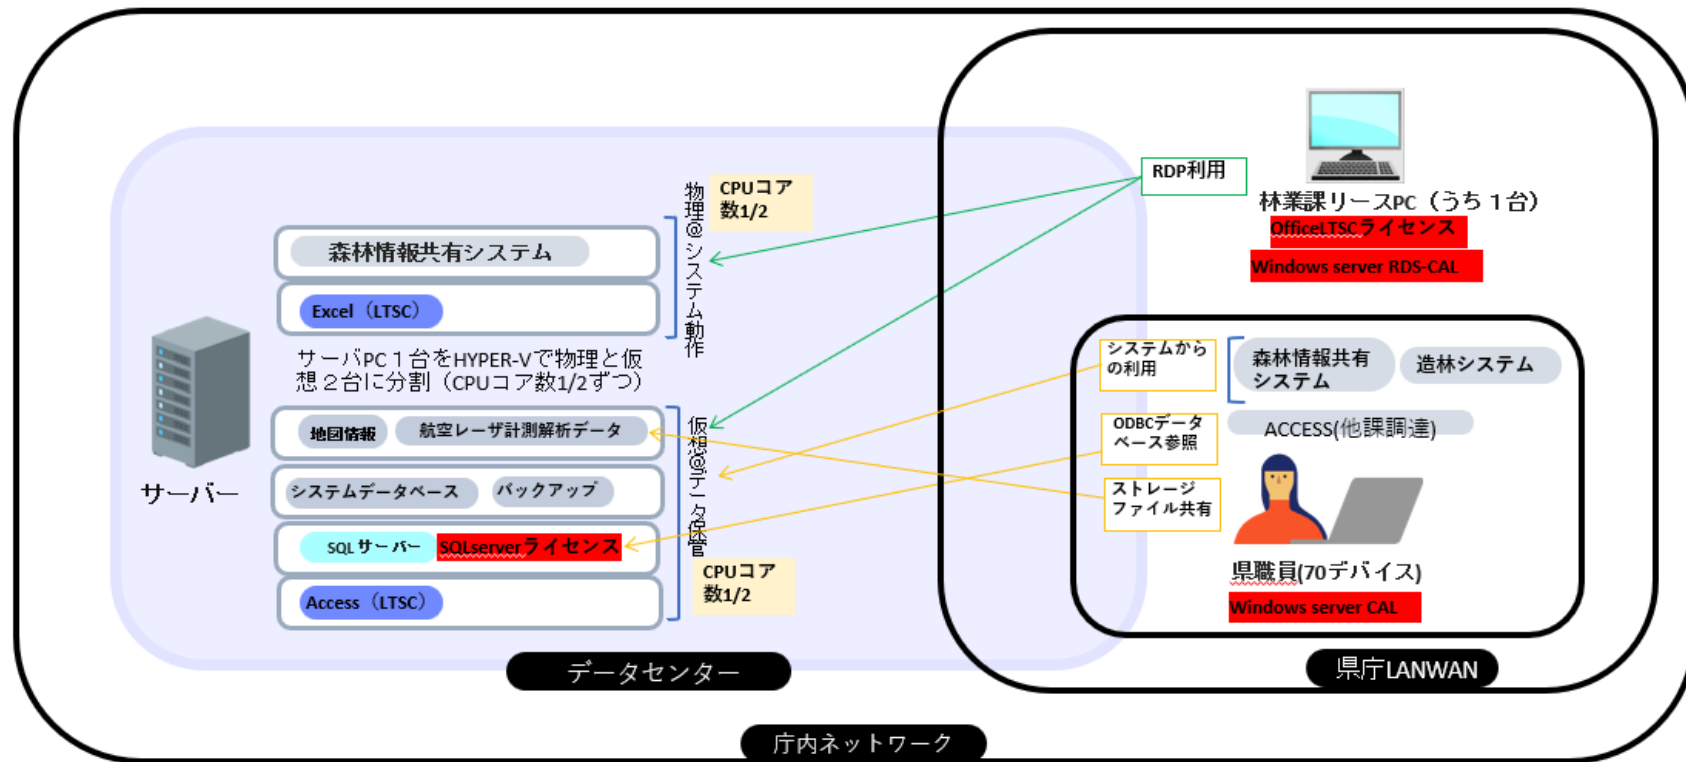 サーバー
物理@システム動作
CPUコア
数1/2
森林情報共有システム
Excel（LTSC）
サーバPC１台をHYPER-Vで物理と仮
想２台に分割（CPUコア数1/2ずつ）
地図情報
航空レーザ計測解析データ
システムデータベース
バックアップ
SQLサーバー
SQLserverライセンス
Access（LTSC）
仮想@データ保管
CPUコア
数1/2
データセンター
RDP利用
林業課リースPC（うち１台）
OfficeLTSCライセンス
Windows server RDS-CAL
システムから
の利用
森林情報共有
システム
造林システム
ODBCデータ
ベース参照
ACCESS(他課調達)
ストレージ
ファイル共有
県職員(70デバイス)
Windows server CAL
県庁LANWAN
庁内ネットワーク